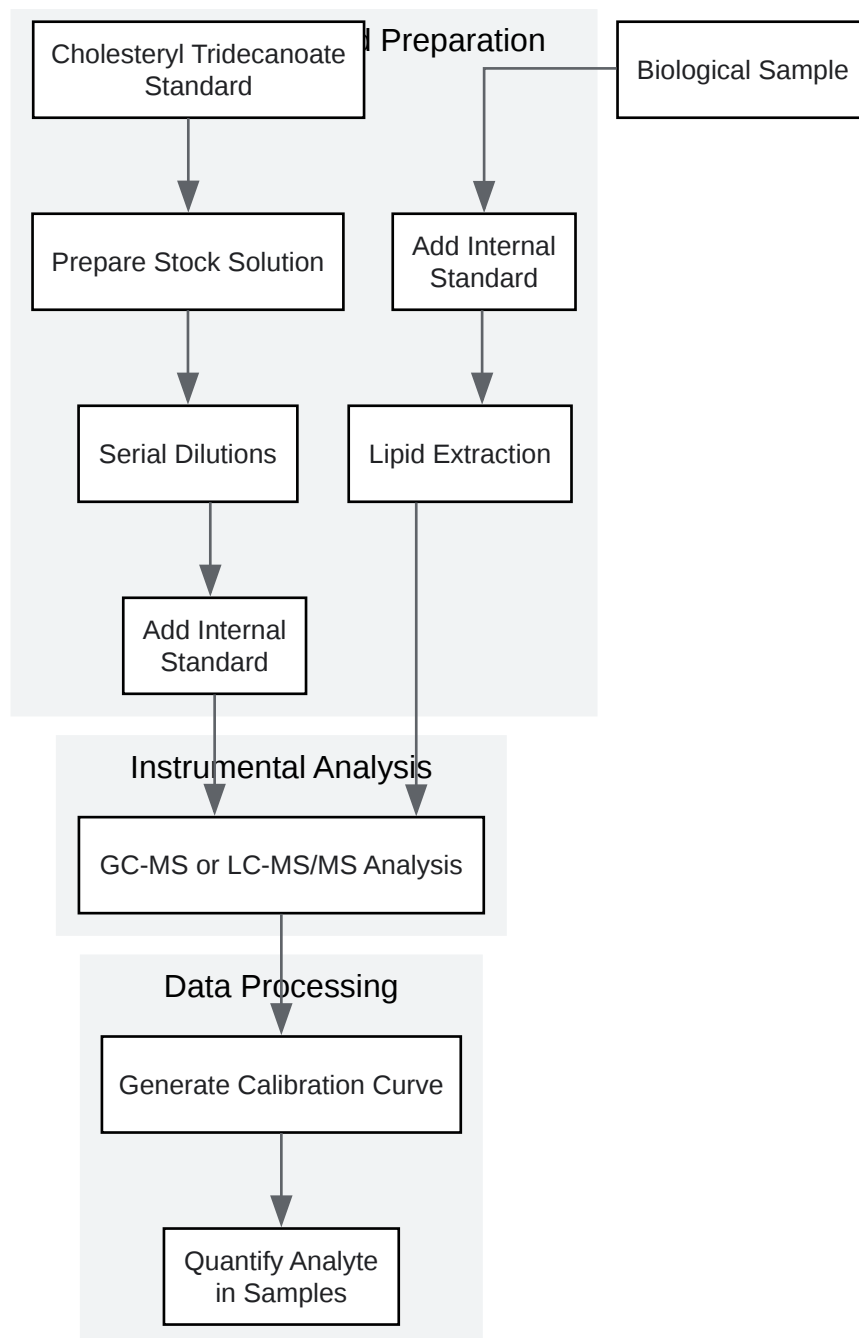 Preparation
Cholesteryl Tridecanoate
Standard
Biological Sample
Prepare Stock Solution
Add Internal
Standard
Serial Dilutions
Lipid Extraction
Add Internal
Standard
Instrumental Analysis
GC-MS or LC-MS/MS Analysis
Data Processing
Generate Calibration Curve
Quantify Analyte
in Samples